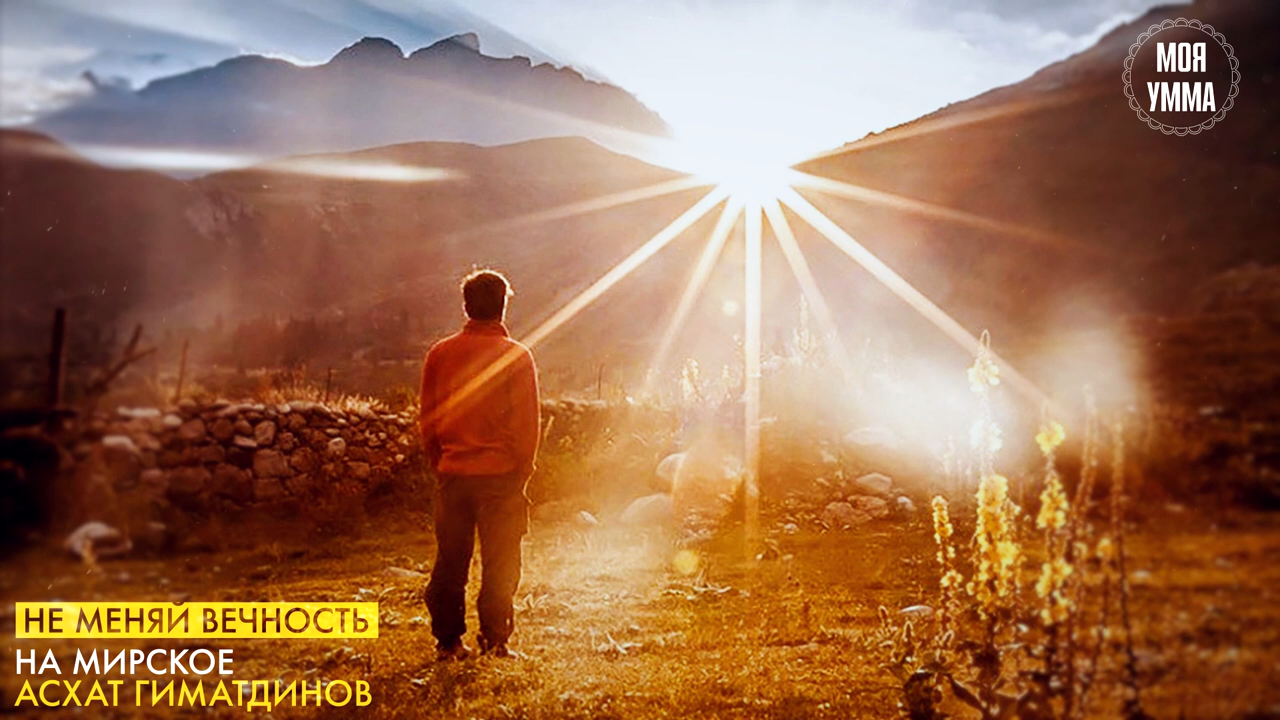 МОЯ
УММА
НЕ МЕНЯЙ ВЕЧНОСТЬ
НА МИРСКОЕ
АСХАТ ГИМАТДИНОВ